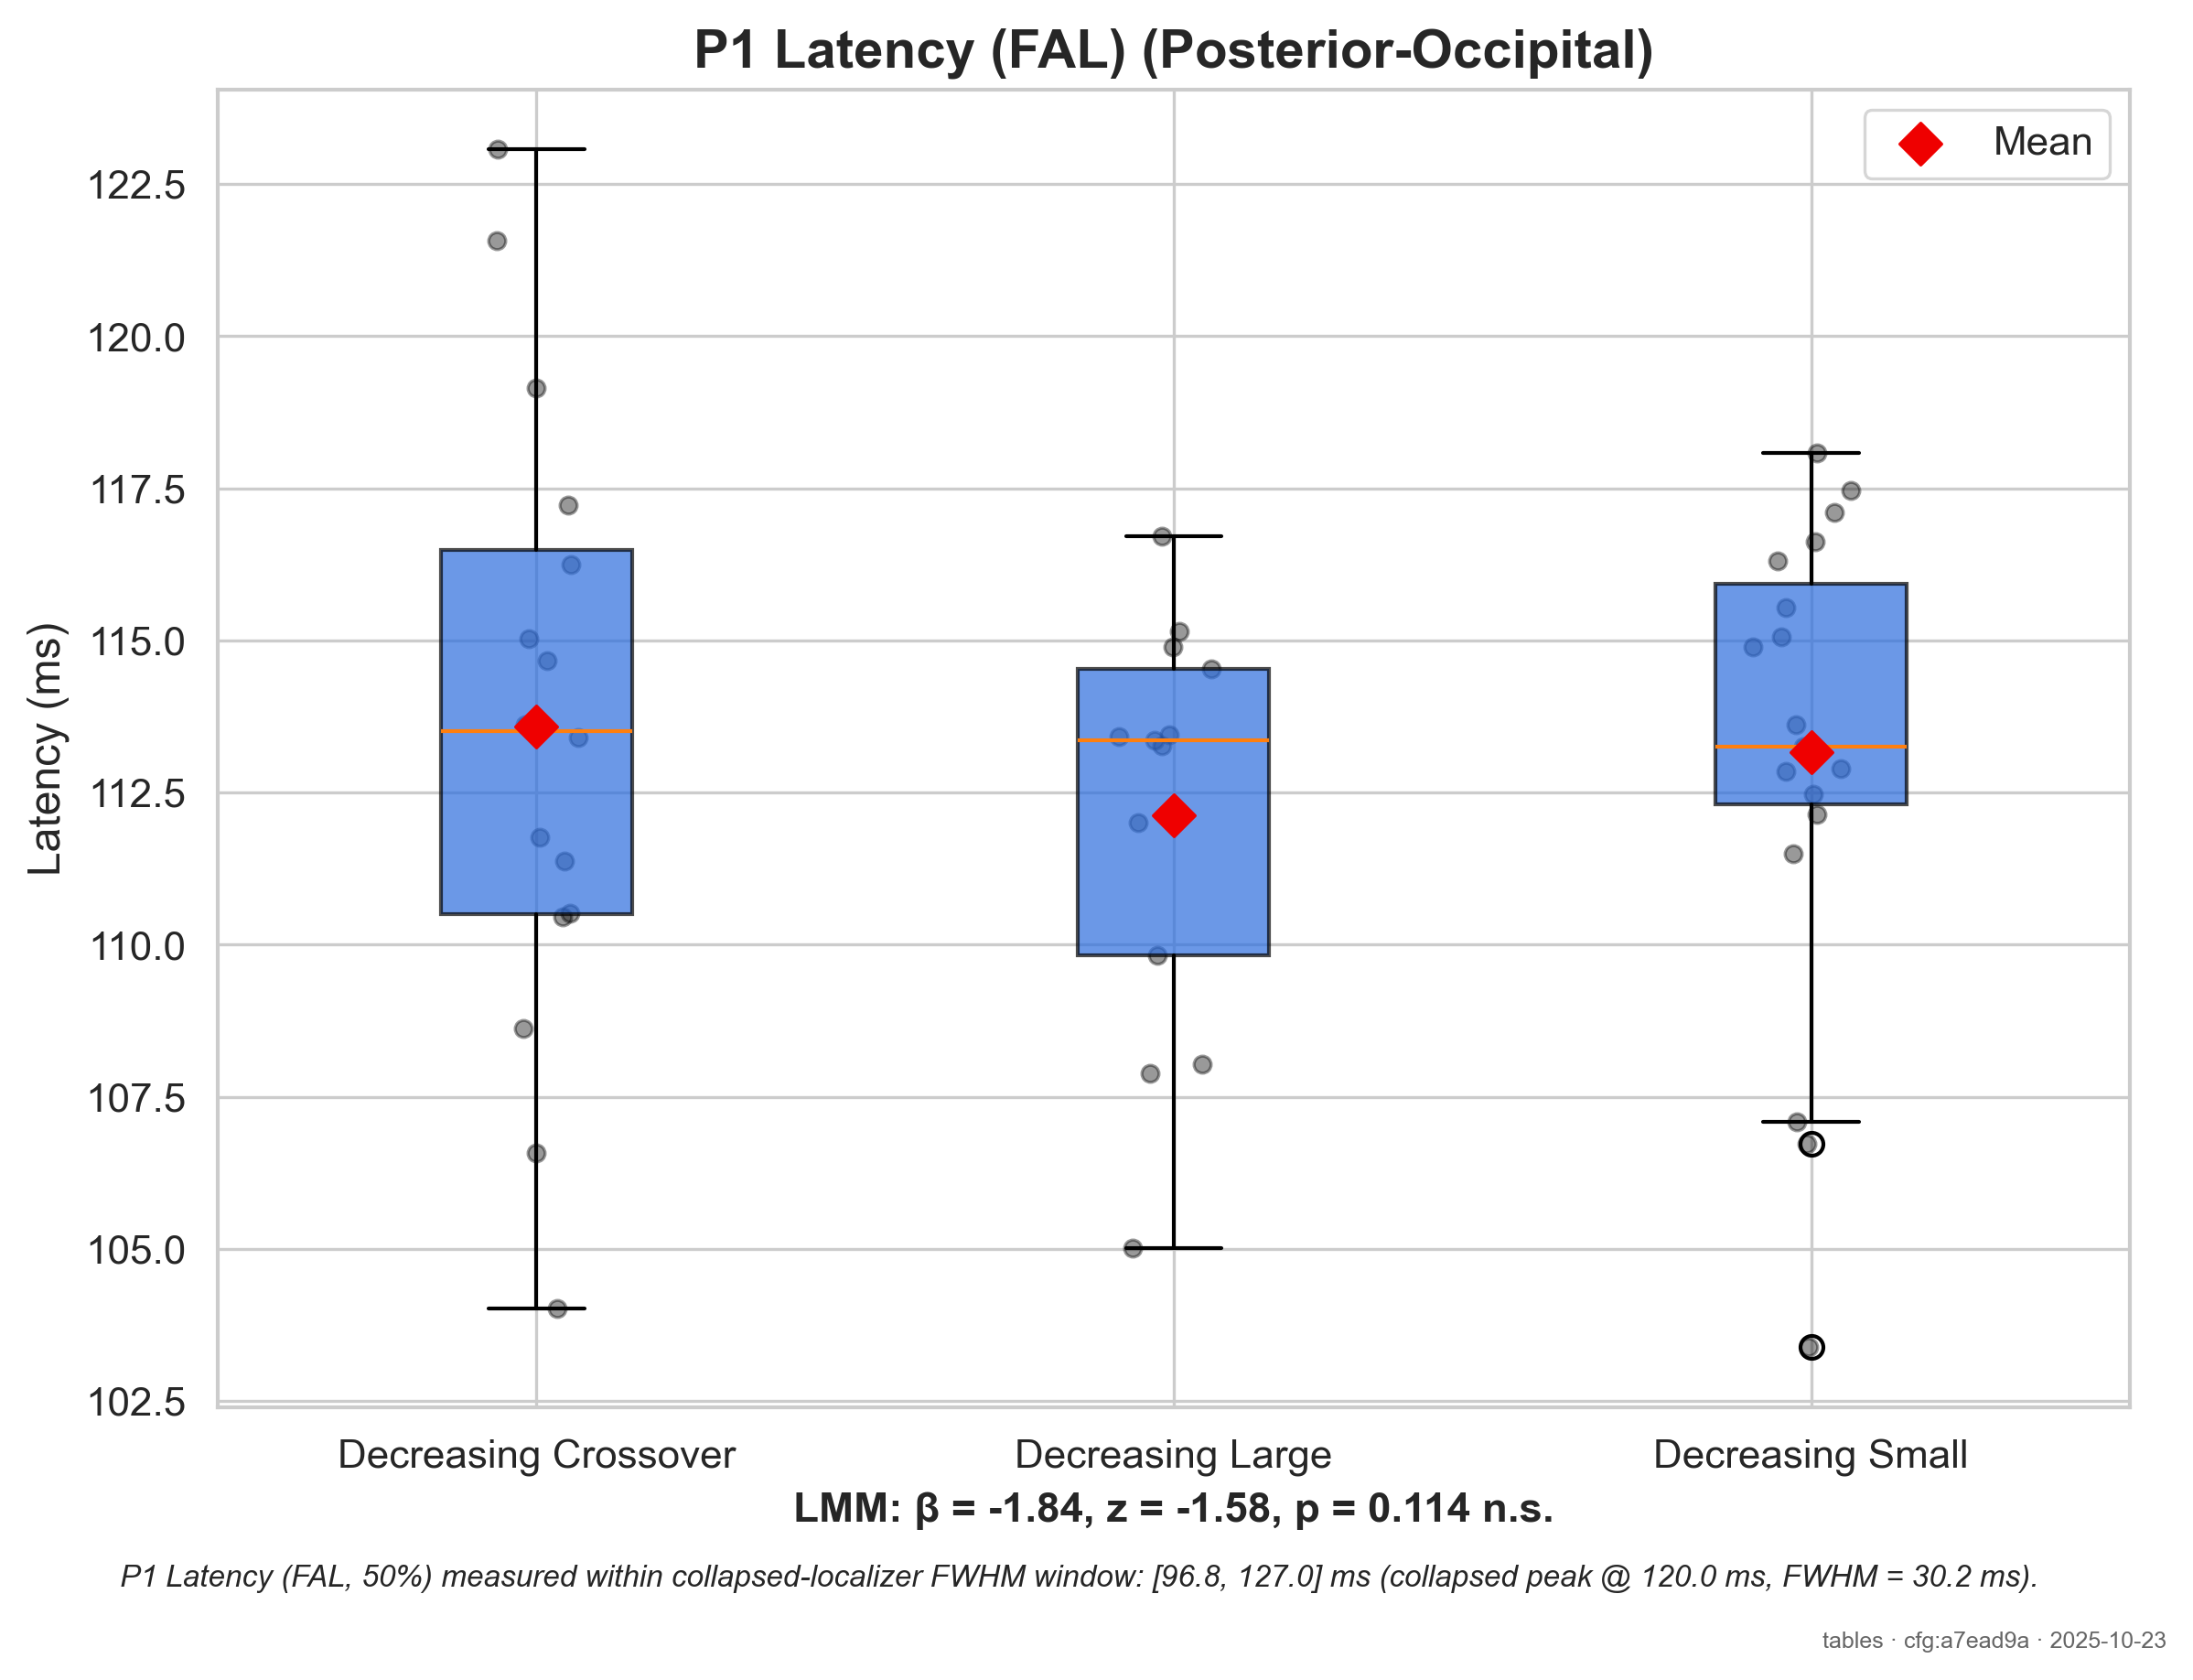 P1 Latency (FAL) (Posterior-Occipital)
Mean
122.5
120.0
117.5
115.0
112.5
110.0
107.5
105.0
102.5
Latency (ms)
Decreasing Crossover
Decreasing Large
Decreasing Small
LMM: β = -1.84, z = -1.58, p = 0.114 n.s.
P1 Latency (FAL, 50%) measured within collapsed-localizer FWHM window: [96.8, 127.0] ms (collapsed peak @ 120.0 ms, FWHM = 30.2 ms).
tables · cfg:a7ead9a · 2025-10-23